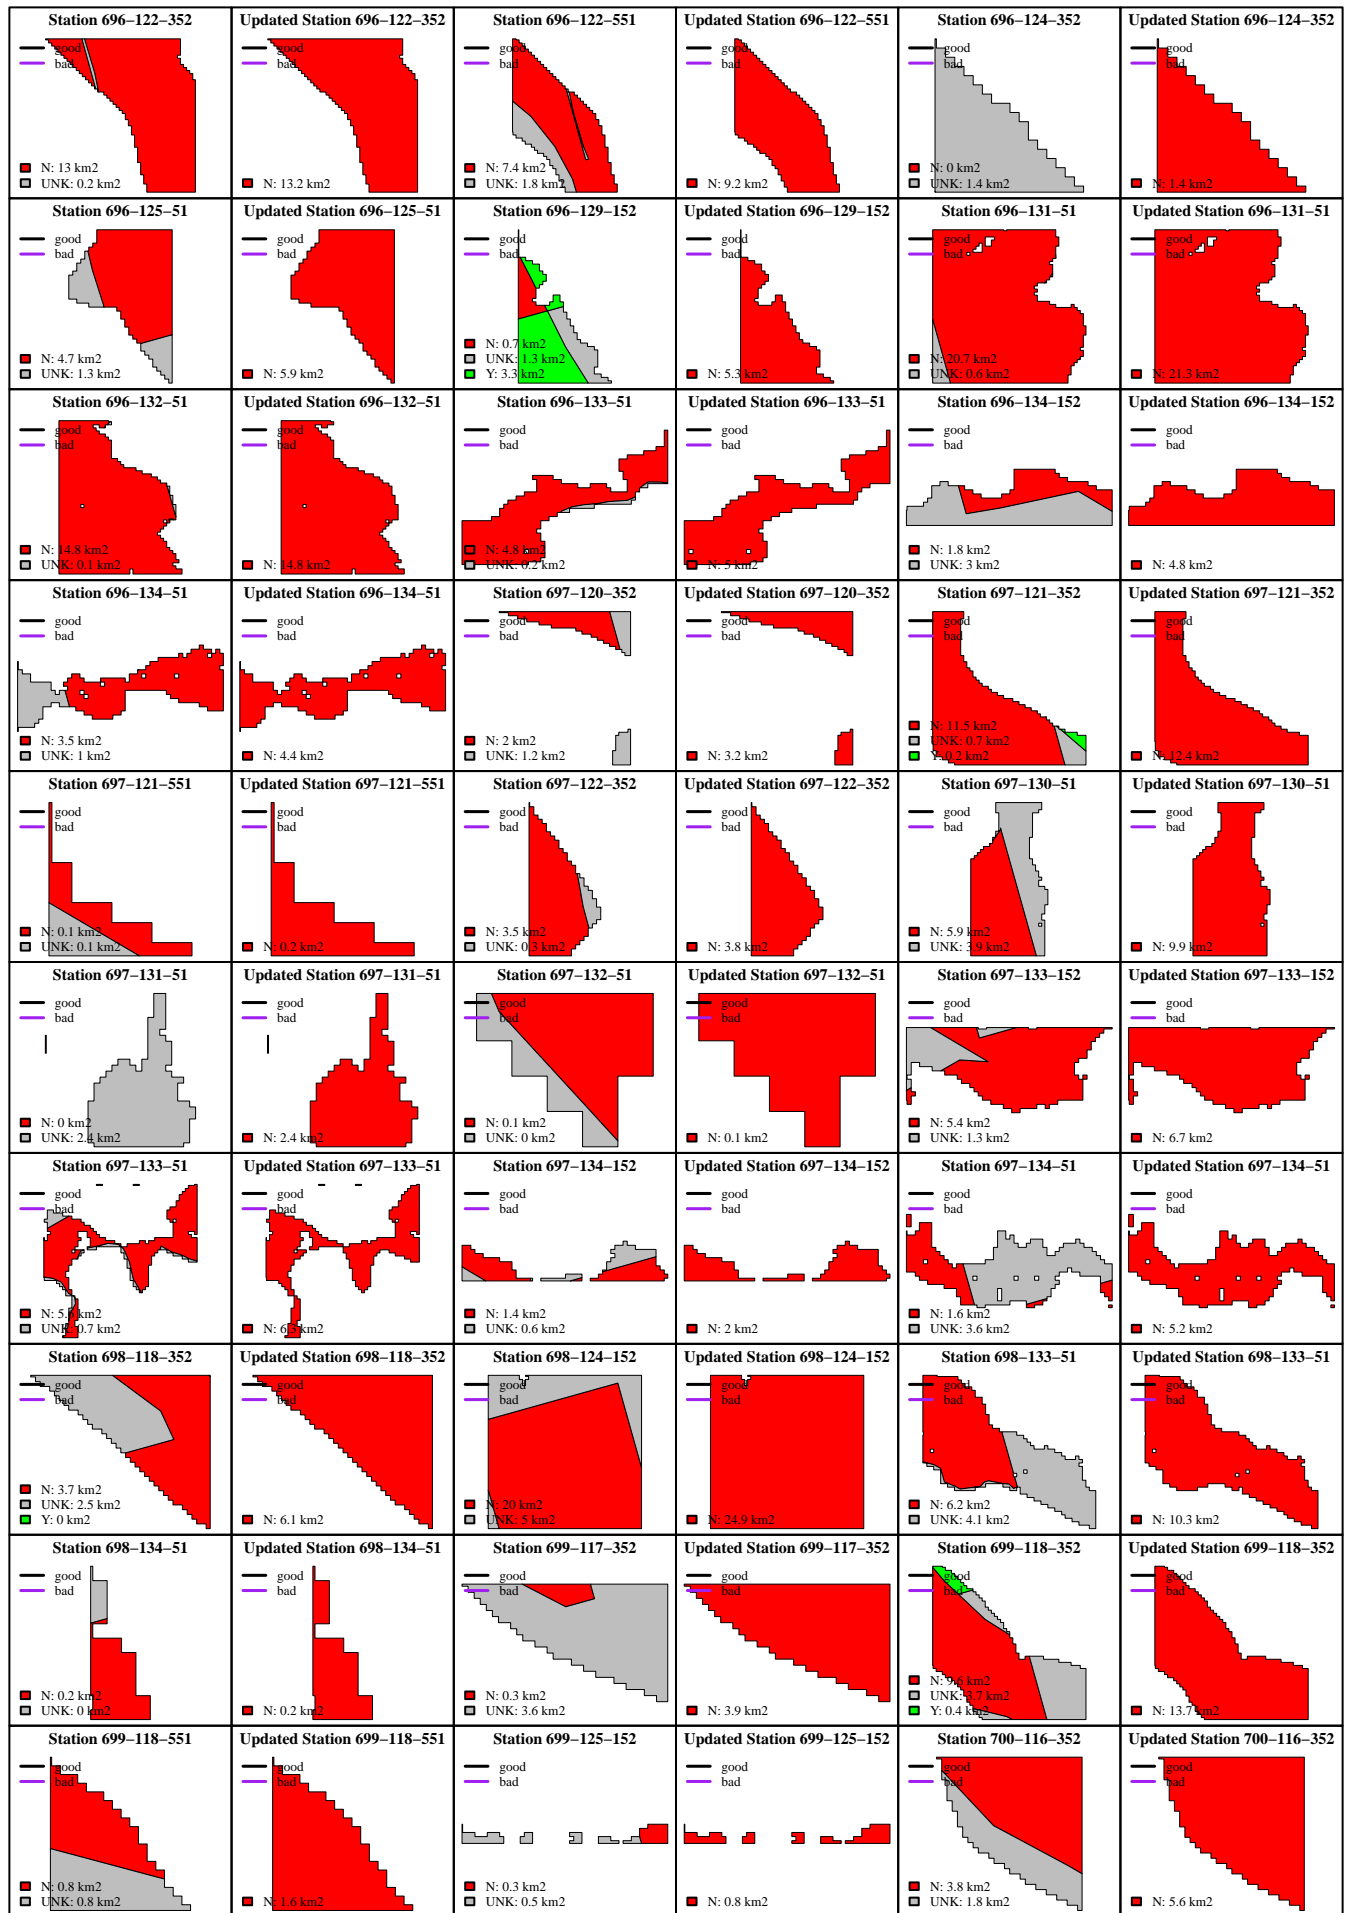 Station 696−122−352
good
bad
N: 13 km2
UNK: 0.2 km2
Updated Station 696−122−352
good
bad
N: 13.2 km2
Station 696−122−551
good
bad
N: 7.4 km2
UNK: 1.8 km2
Updated Station 696−122−551
good
bad
N: 9.2 km2
Station 696−124−352
good
bad
N: 0 km2
UNK: 1.4 km2
Updated Station 696−124−352
good
bad
N: 1.4 km2
Station 696−125−51
good
bad
N: 4.7 km2
UNK: 1.3 km2
Updated Station 696−125−51
good
bad
N: 5.9 km2
Station 696−129−152
good
bad
N: 0.7 km2
UNK: 1.3 km2
Y: 3.3 km2
Updated Station 696−129−152
good
bad
N: 5.3 km2
Station 696−131−51
good
bad
N: 20.7 km2
UNK: 0.6 km2
Updated Station 696−131−51
good
bad
N: 21.3 km2
Station 696−132−51
good
bad
N: 14.8 km2
UNK: 0.1 km2
Updated Station 696−132−51
good
bad
N: 14.8 km2
Station 696−133−51
good
bad
N: 4.8 km2
UNK: 0.2 km2
Updated Station 696−133−51
good
bad
N: 5 km2
Station 696−134−152
good
bad
N: 1.8 km2
UNK: 3 km2
Updated Station 696−134−152
good
bad
N: 4.8 km2
Station 696−134−51
good
bad
N: 3.5 km2
UNK: 1 km2
Updated Station 696−134−51
good
bad
N: 4.4 km2
Station 697−120−352
good
bad
N: 2 km2
UNK: 1.2 km2
Updated Station 697−120−352
good
bad
N: 3.2 km2
Station 697−121−352
good
bad
N: 11.5 km2
UNK: 0.7 km2
Y: 0.2 km2
Updated Station 697−121−352
good
bad
N: 12.4 km2
Station 697−121−551
good
bad
N: 0.1 km2
UNK: 0.1 km2
Updated Station 697−121−551
good
bad
N: 0.2 km2
Station 697−122−352
good
bad
N: 3.5 km2
UNK: 0.3 km2
Updated Station 697−122−352
good
bad
N: 3.8 km2
Station 697−130−51
good
bad
N: 5.9 km2
UNK: 3.9 km2
Updated Station 697−130−51
good
bad
N: 9.9 km2
Station 697−131−51
good
bad
N: 0 km2
UNK: 2.4 km2
Updated Station 697−131−51
good
bad
N: 2.4 km2
Station 697−132−51
good
bad
N: 0.1 km2
UNK: 0 km2
Updated Station 697−132−51
good
bad
N: 0.1 km2
Station 697−133−152
good
bad
N: 5.4 km2
UNK: 1.3 km2
Updated Station 697−133−152
good
bad
N: 6.7 km2
Station 697−133−51
good
bad
N: 5.6 km2
UNK: 0.7 km2
Updated Station 697−133−51
good
bad
N: 6.3 km2
Station 697−134−152
good
bad
N: 1.4 km2
UNK: 0.6 km2
Updated Station 697−134−152
good
bad
N: 2 km2
Station 697−134−51
good
bad
N: 1.6 km2
UNK: 3.6 km2
Updated Station 697−134−51
good
bad
N: 5.2 km2
Station 698−118−352
good
bad
N: 3.7 km2
UNK: 2.5 km2
Y: 0 km2
Updated Station 698−118−352
good
bad
N: 6.1 km2
Station 698−124−152
good
bad
N: 20 km2
UNK: 5 km2
Updated Station 698−124−152
good
bad
N: 24.9 km2
Station 698−133−51
good
bad
N: 6.2 km2
UNK: 4.1 km2
Updated Station 698−133−51
good
bad
N: 10.3 km2
Station 698−134−51
good
bad
N: 0.2 km2
UNK: 0 km2
Updated Station 698−134−51
good
bad
N: 0.2 km2
Station 699−117−352
good
bad
N: 0.3 km2
UNK: 3.6 km2
Updated Station 699−117−352
good
bad
N: 3.9 km2
Station 699−118−352
good
bad
N: 9.6 km2
UNK: 3.7 km2
Y: 0.4 km2
Updated Station 699−118−352
good
bad
N: 13.7 km2
Station 699−118−551
good
bad
N: 0.8 km2
UNK: 0.8 km2
Updated Station 699−118−551
good
bad
N: 1.6 km2
Station 699−125−152
good
bad
N: 0.3 km2
UNK: 0.5 km2
Updated Station 699−125−152
good
bad
N: 0.8 km2
Station 700−116−352
good
bad
N: 3.8 km2
UNK: 1.8 km2
Updated Station 700−116−352
good
bad
N: 5.6 km2